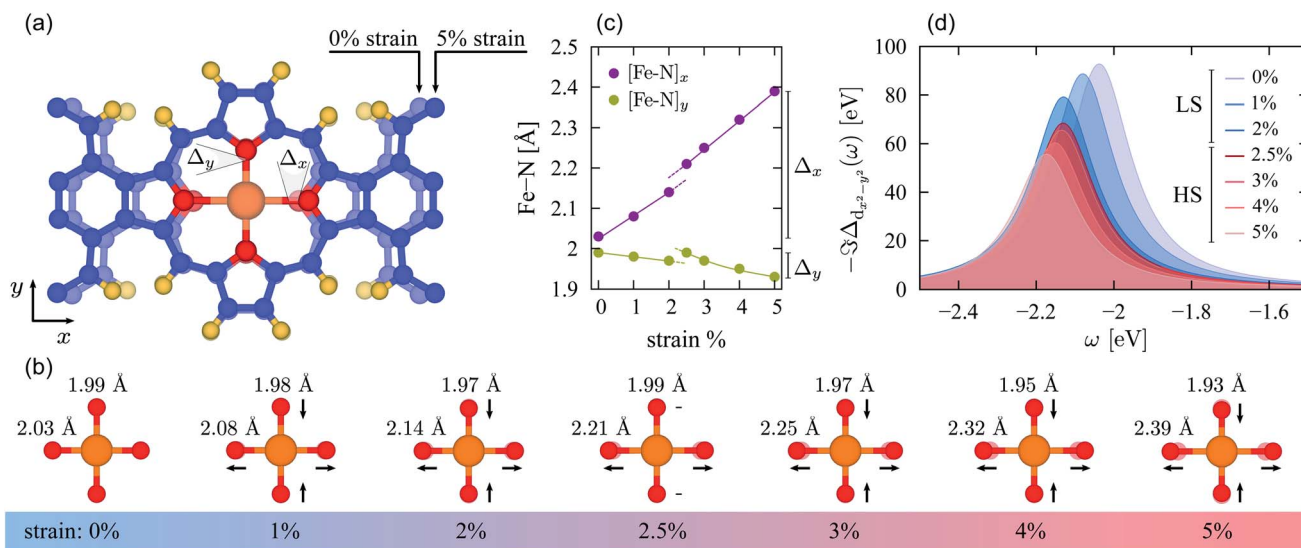 (a)
0% strain
5% strain
Δy
Δx
y
x
(c)
2.5
2.4
2.3
2.2
2.1
2
1.9
Fe–N [Å]
[Fe-N]x
[Fe-N]y
Δx
Δy
0 1 2 3 4 5
strain %
(d)
100
80
60
40
20
0
−ℑΔdx²−y²(ω) [eV]
LS
0%
1%
2%
HS
2.5%
3%
4%
5%
−2.4 −2.2 −2 −1.8 −1.6
ω [eV]
(b)
1.99 Å 1.98 Å 1.97 Å 1.99 Å 1.97 Å 1.95 Å 1.93 Å
2.03 Å 2.08 Å 2.14 Å 2.21 Å 2.25 Å 2.32 Å 2.39 Å
-
-
strain: 0% 1% 2% 2.5% 3% 4% 5%